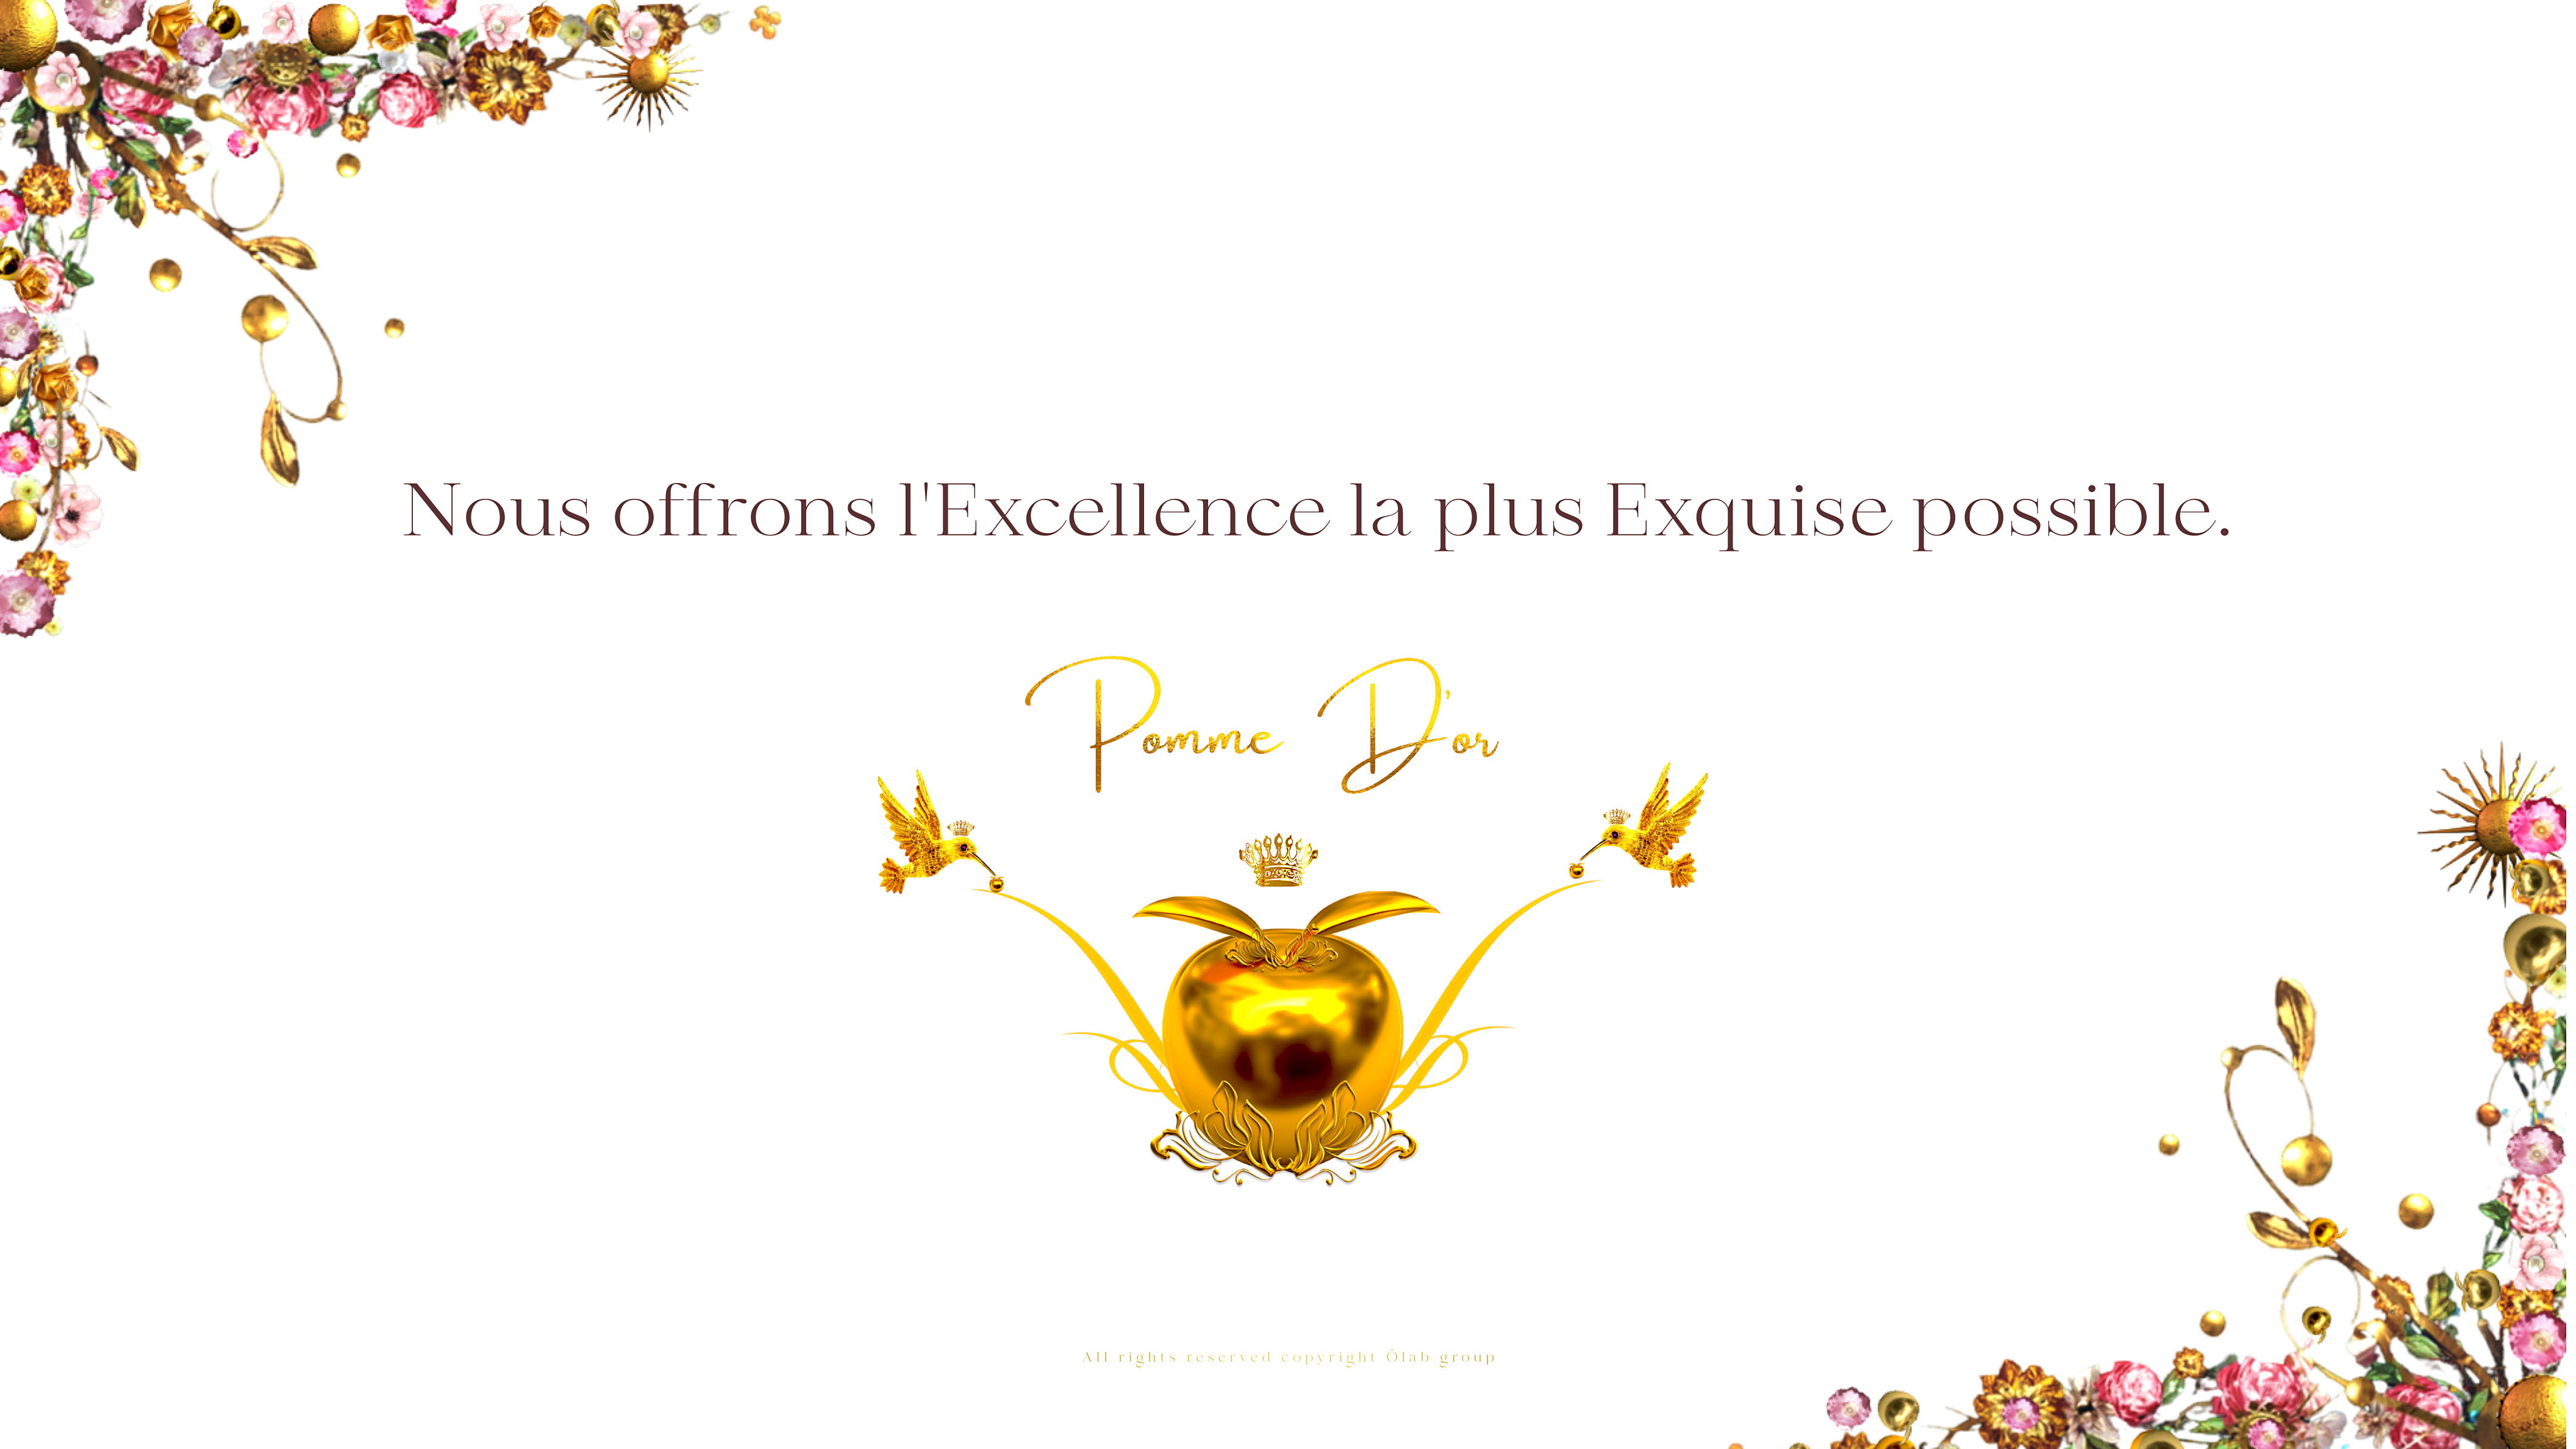 Nous offrons l'Excellence la plus Exquise possible.
Pomme D'or
All rights reserved copyright Ôlab group